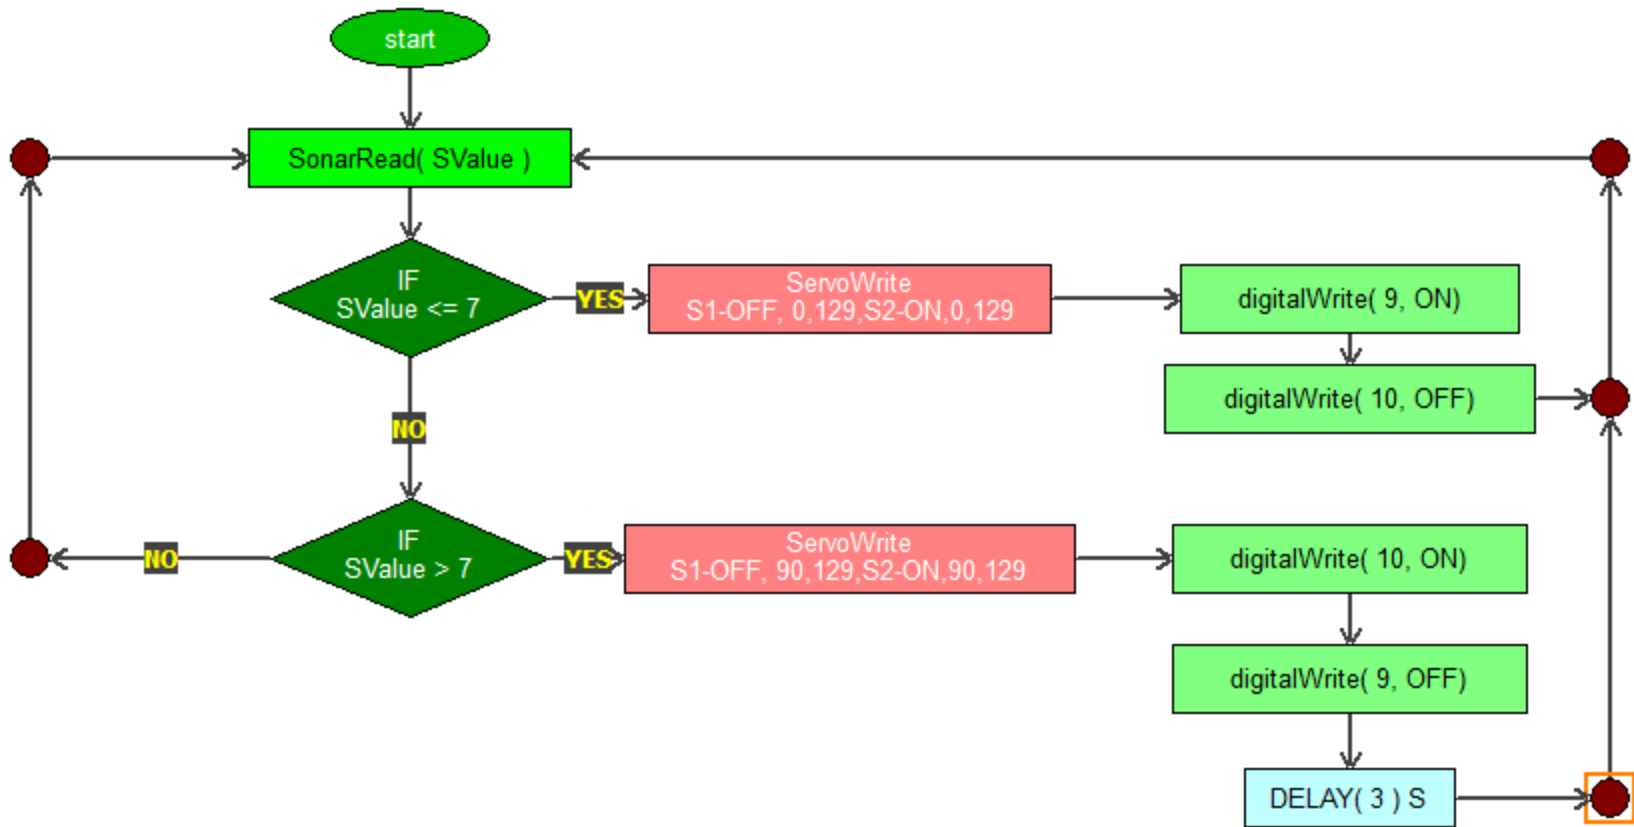 start
SonarRead( SValue )
IF
SValue <= 7
YES
ServoWrite
S1-OFF, 0,129,S2-ON,0,129
digitalWrite( 9, ON)
digitalWrite( 10, OFF)
NO
IF
SValue > 7
NO
YES
ServoWrite
S1-OFF, 90,129,S2-ON,90,129
digitalWrite( 10, ON)
digitalWrite( 9, OFF)
DELAY( 3 ) S